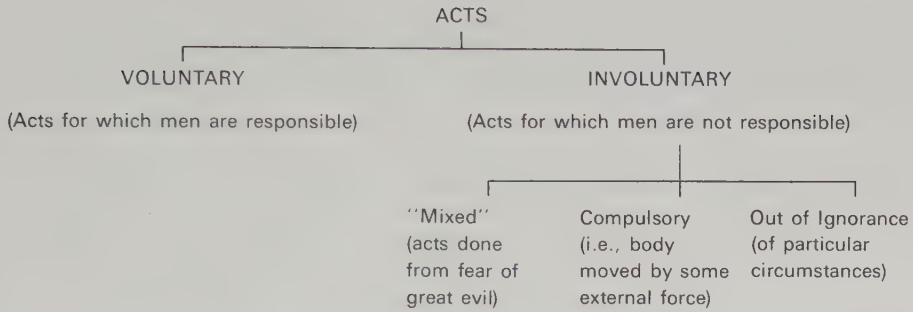 ACTS
VOLUNTARY
(Acts for which men are responsible)
INVOLUNTARY
(Acts for which men are not responsible)
"Mixed"
(acts done
from fear of
great evil)
Compulsory
(i.e., body
moved by some
external force)
Out of Ignorance
(of particular
circumstances)